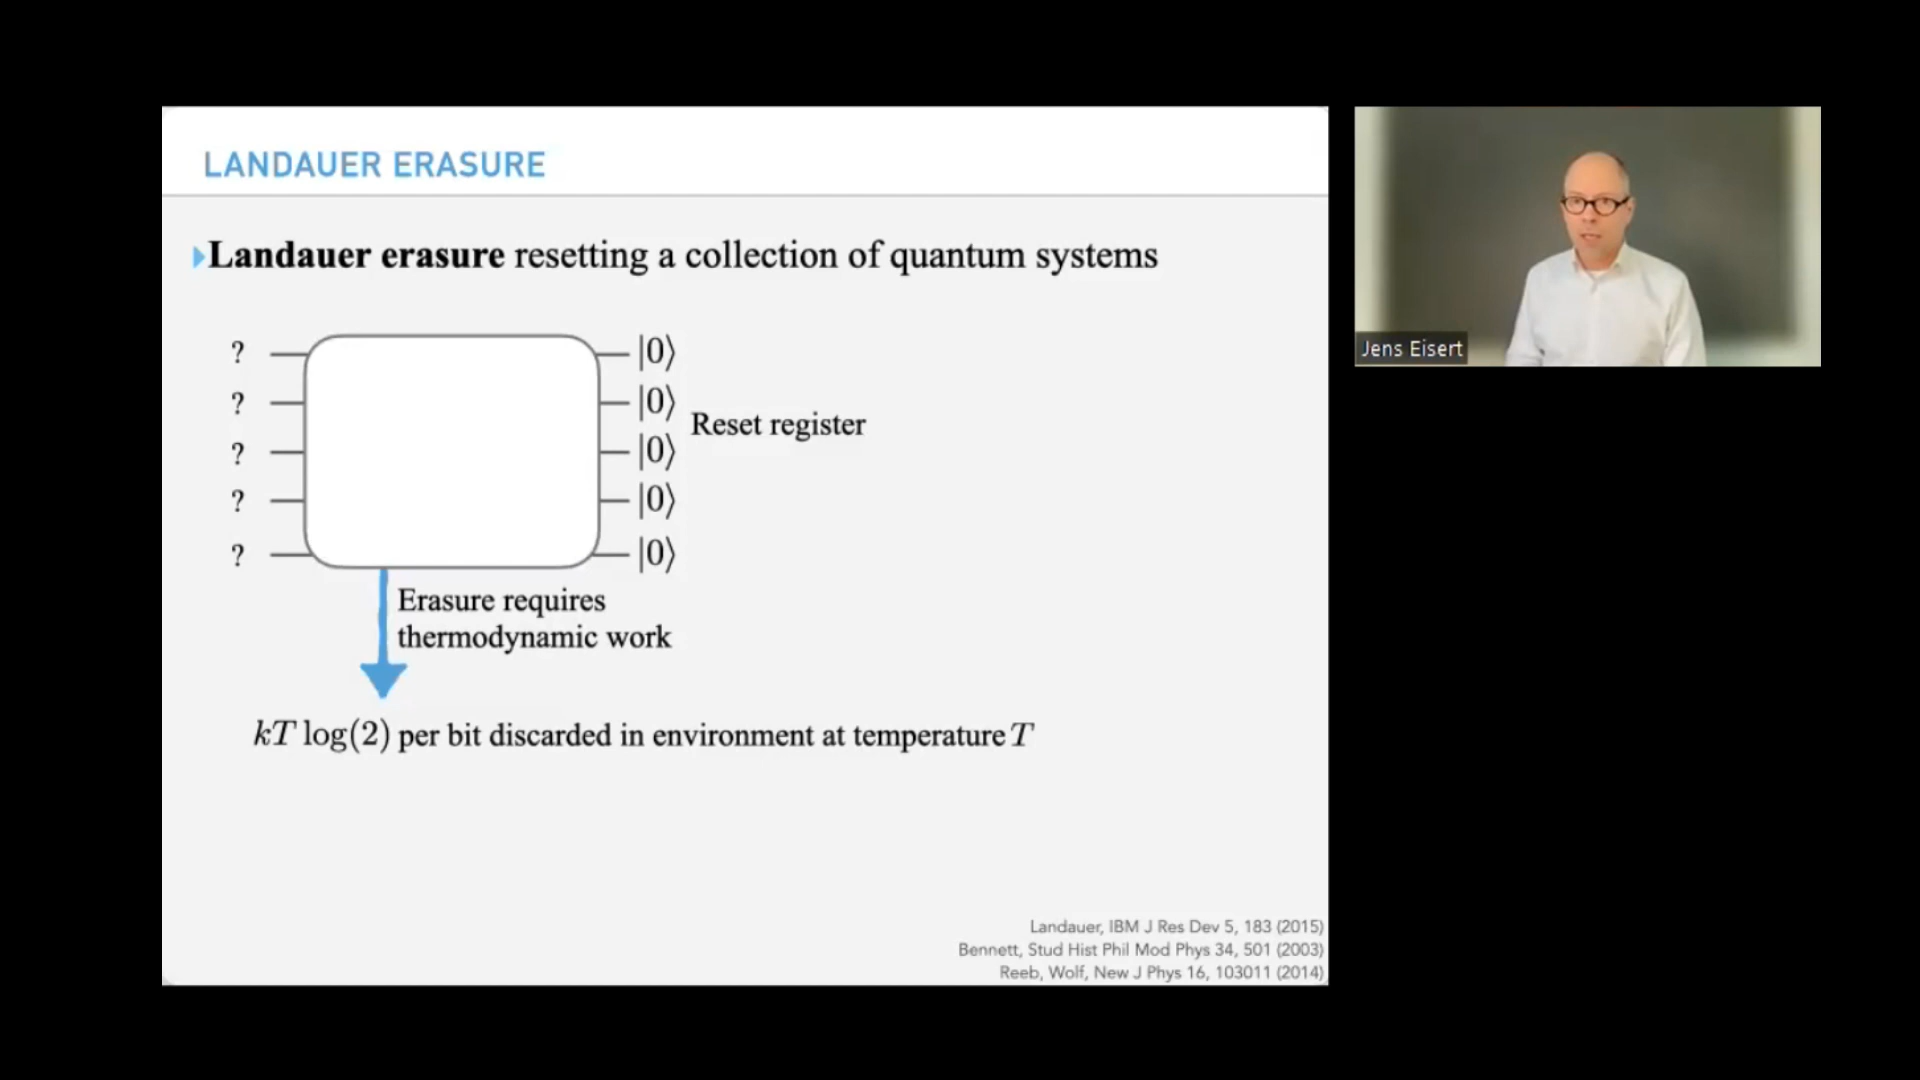 LANDAUER ERASURE
Landauer erasure resetting a collection of quantum systems
? |0⟩
? |0⟩
Reset register
? |0⟩
? |0⟩
? |0⟩
Erasure requires
thermodynamic work
kT log(2) per bit discarded in environment at temperature T
Landauer, IBM J Res Dev 5, 183 (2015)
Bennett, Stud Hist Phil Mod Phys 34, 501 (2003)
Reeb, Wolf, New J Phys 16, 103011 (2014)
Jens Eisert